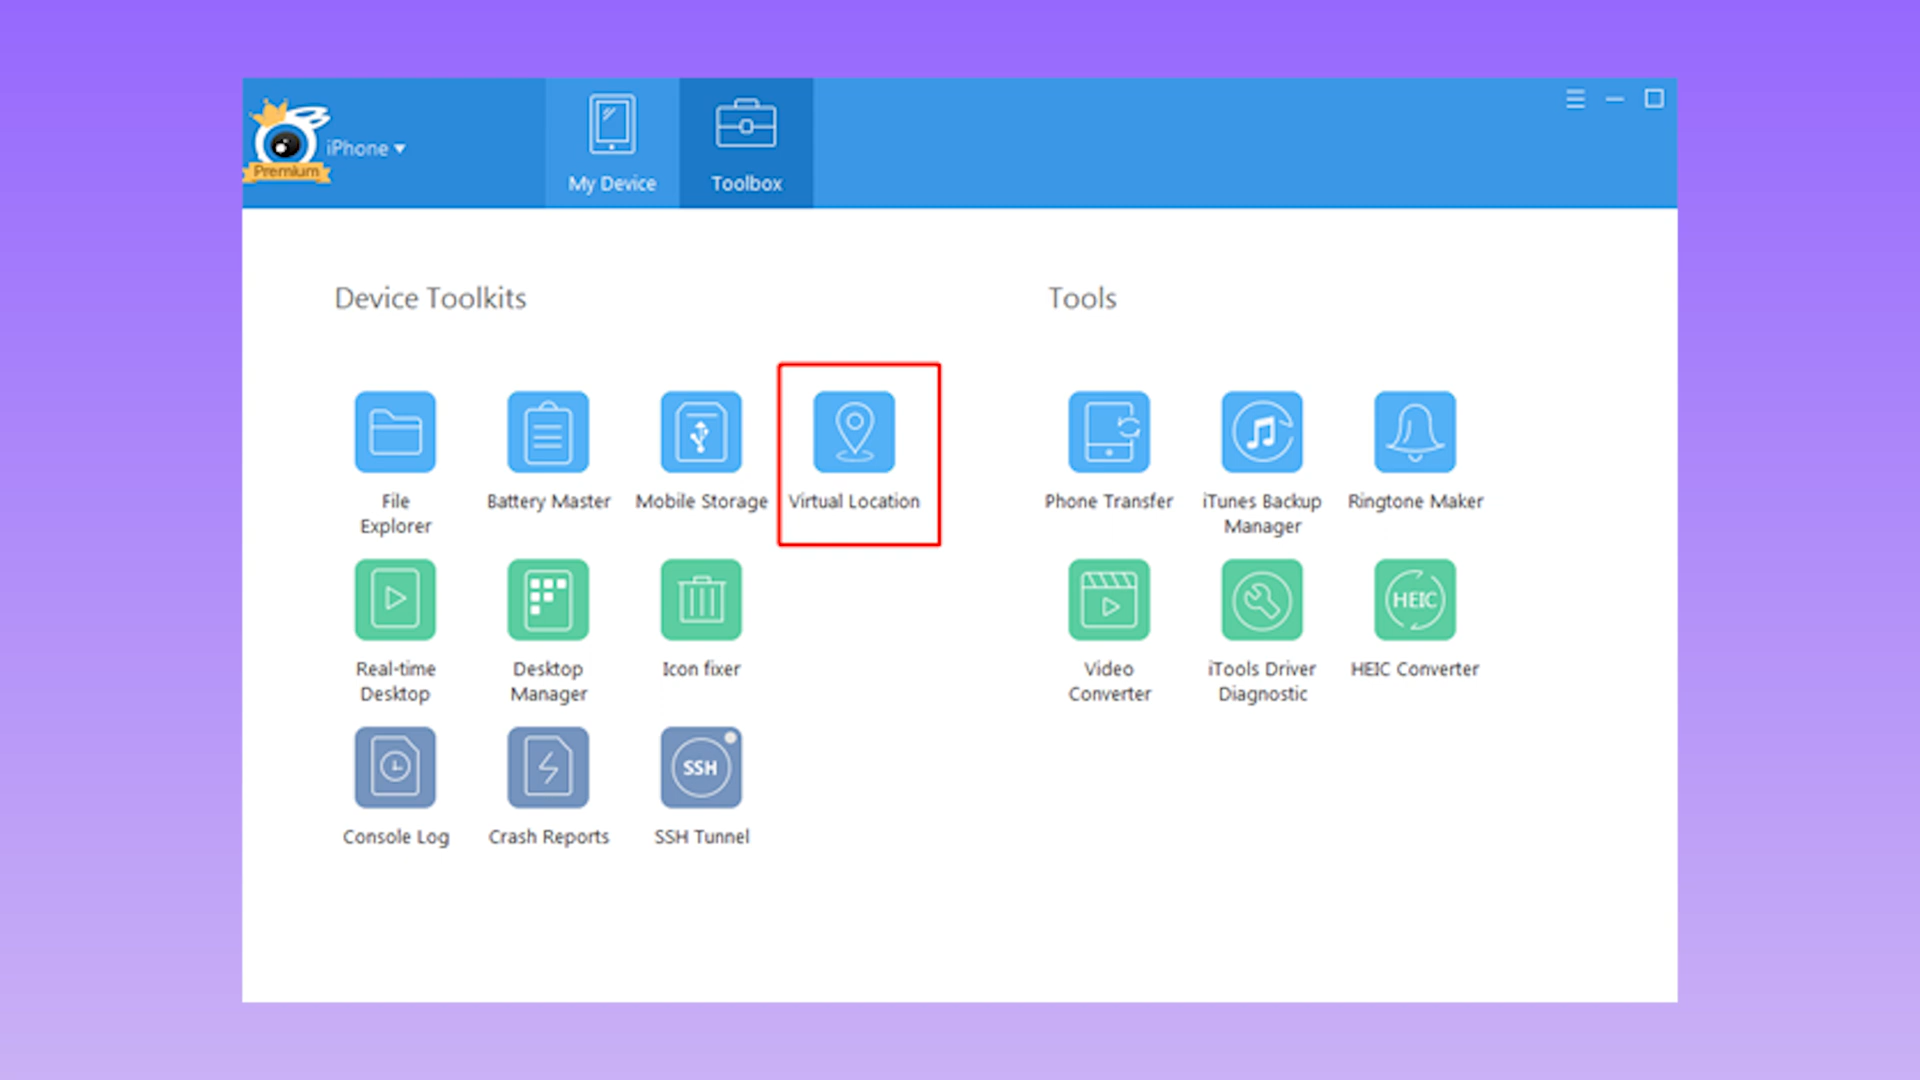 Premium
iPhone
My Device
Toolbox
Device Toolkits
Tools
File
Explorer
Battery Master
Mobile Storage
Virtual Location
Phone Transfer
iTunes Backup
Manager
Ringtone Maker
HEIC
Real-time
Desktop
Desktop
Manager
Icon fixer
Video
Converter
iTools Driver
Diagnostic
HEIC Converter
SSH
Console Log
Crash Reports
SSH Tunnel